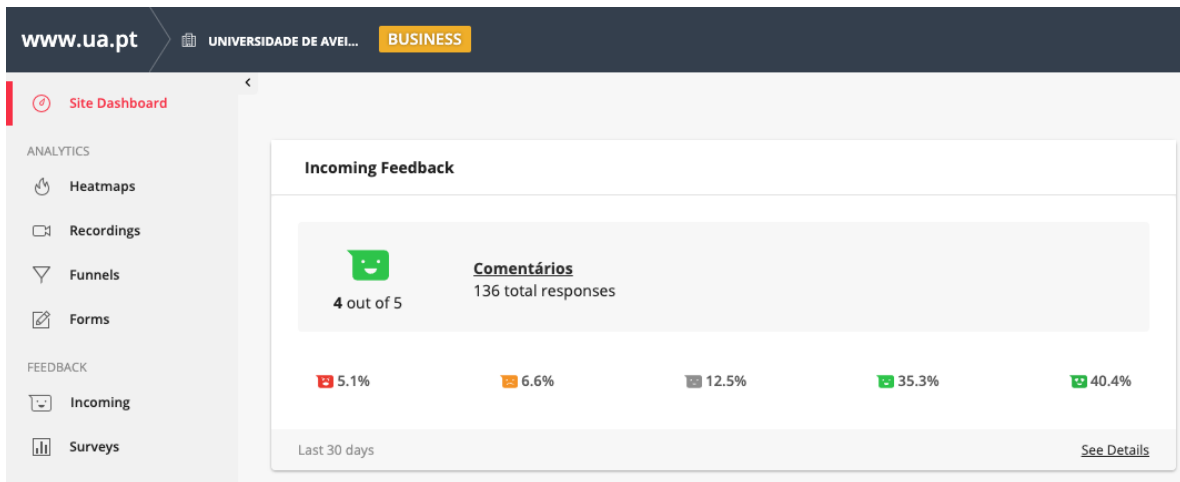 www.ua.pt
UNIVERSIDADE DE AVEI...
BUSINESS
Site Dashboard
ANALYTICS
Heatmaps
Recordings
Funnels
Forms
FEEDBACK
Incoming
Surveys
Incoming Feedback
4 out of 5
Comentários
136 total responses
5.1%
6.6%
12.5%
35.3%
40.4%
Last 30 days
See Details